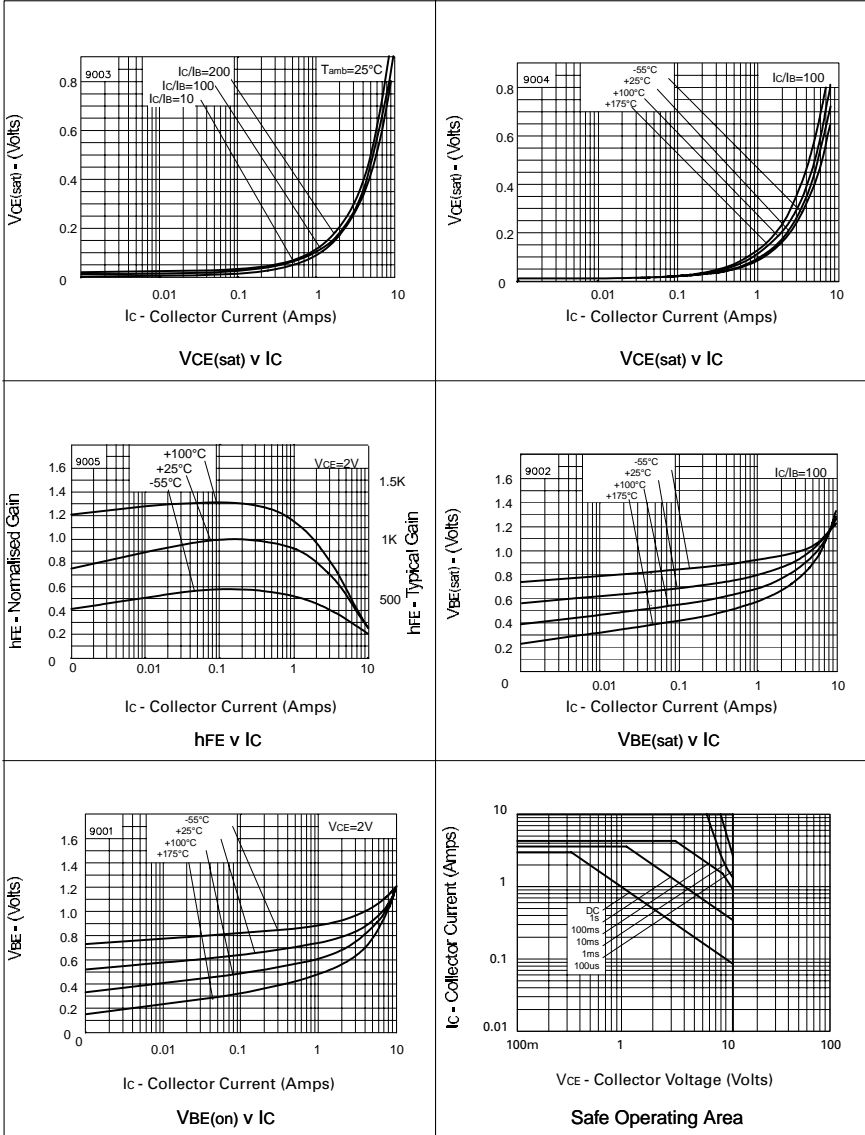 9003
IC/IB=200
IC/IB=100
IC/IB=10
Tamb=25°C
VCE(sat) - (Volts)
0.8
0.6
0.4
0.2
0
0.01 0.1 1 10
IC - Collector Current (Amps)
VCE(sat) v IC
9004
-55°C
+25°C
+100°C
+175°C
IC/IB=100
VCE(sat) - (Volts)
0.8
0.6
0.4
0.2
0
0.01 0.1 1 10
IC - Collector Current (Amps)
VCE(sat) v IC
9005
+100°C
+25°C
-55°C
VCE=2V
hFE - Normalised Gain
1.6
1.4
1.2
1.0
0.8
0.6
0.4
0.2
0
1.5K
1K
500
hFE - Typical Gain
0.01 0.1 1 10
IC - Collector Current (Amps)
hFE v IC
9002
-55°C
+25°C
+100°C
+175°C
IC/IB=100
VBE(sat) - (Volts)
1.6
1.4
1.2
1.0
0.8
0.6
0.4
0.2
0
0.01 0.1 1 10
IC - Collector Current (Amps)
VBE(sat) v IC
9001
-55°C
+25°C
+100°C
+175°C
VCE=2V
VBE - (Volts)
1.6
1.4
1.2
1.0
0.8
0.6
0.4
0.2
0
0.01 0.1 1 10
IC - Collector Current (Amps)
VBE(on) v IC
IC - Collector Current (Amps)
10
1
0.1
0.01
DC
1s
100ms
10ms
1ms
100us
100m 1 10 100
VCE - Collector Voltage (Volts)
Safe Operating Area